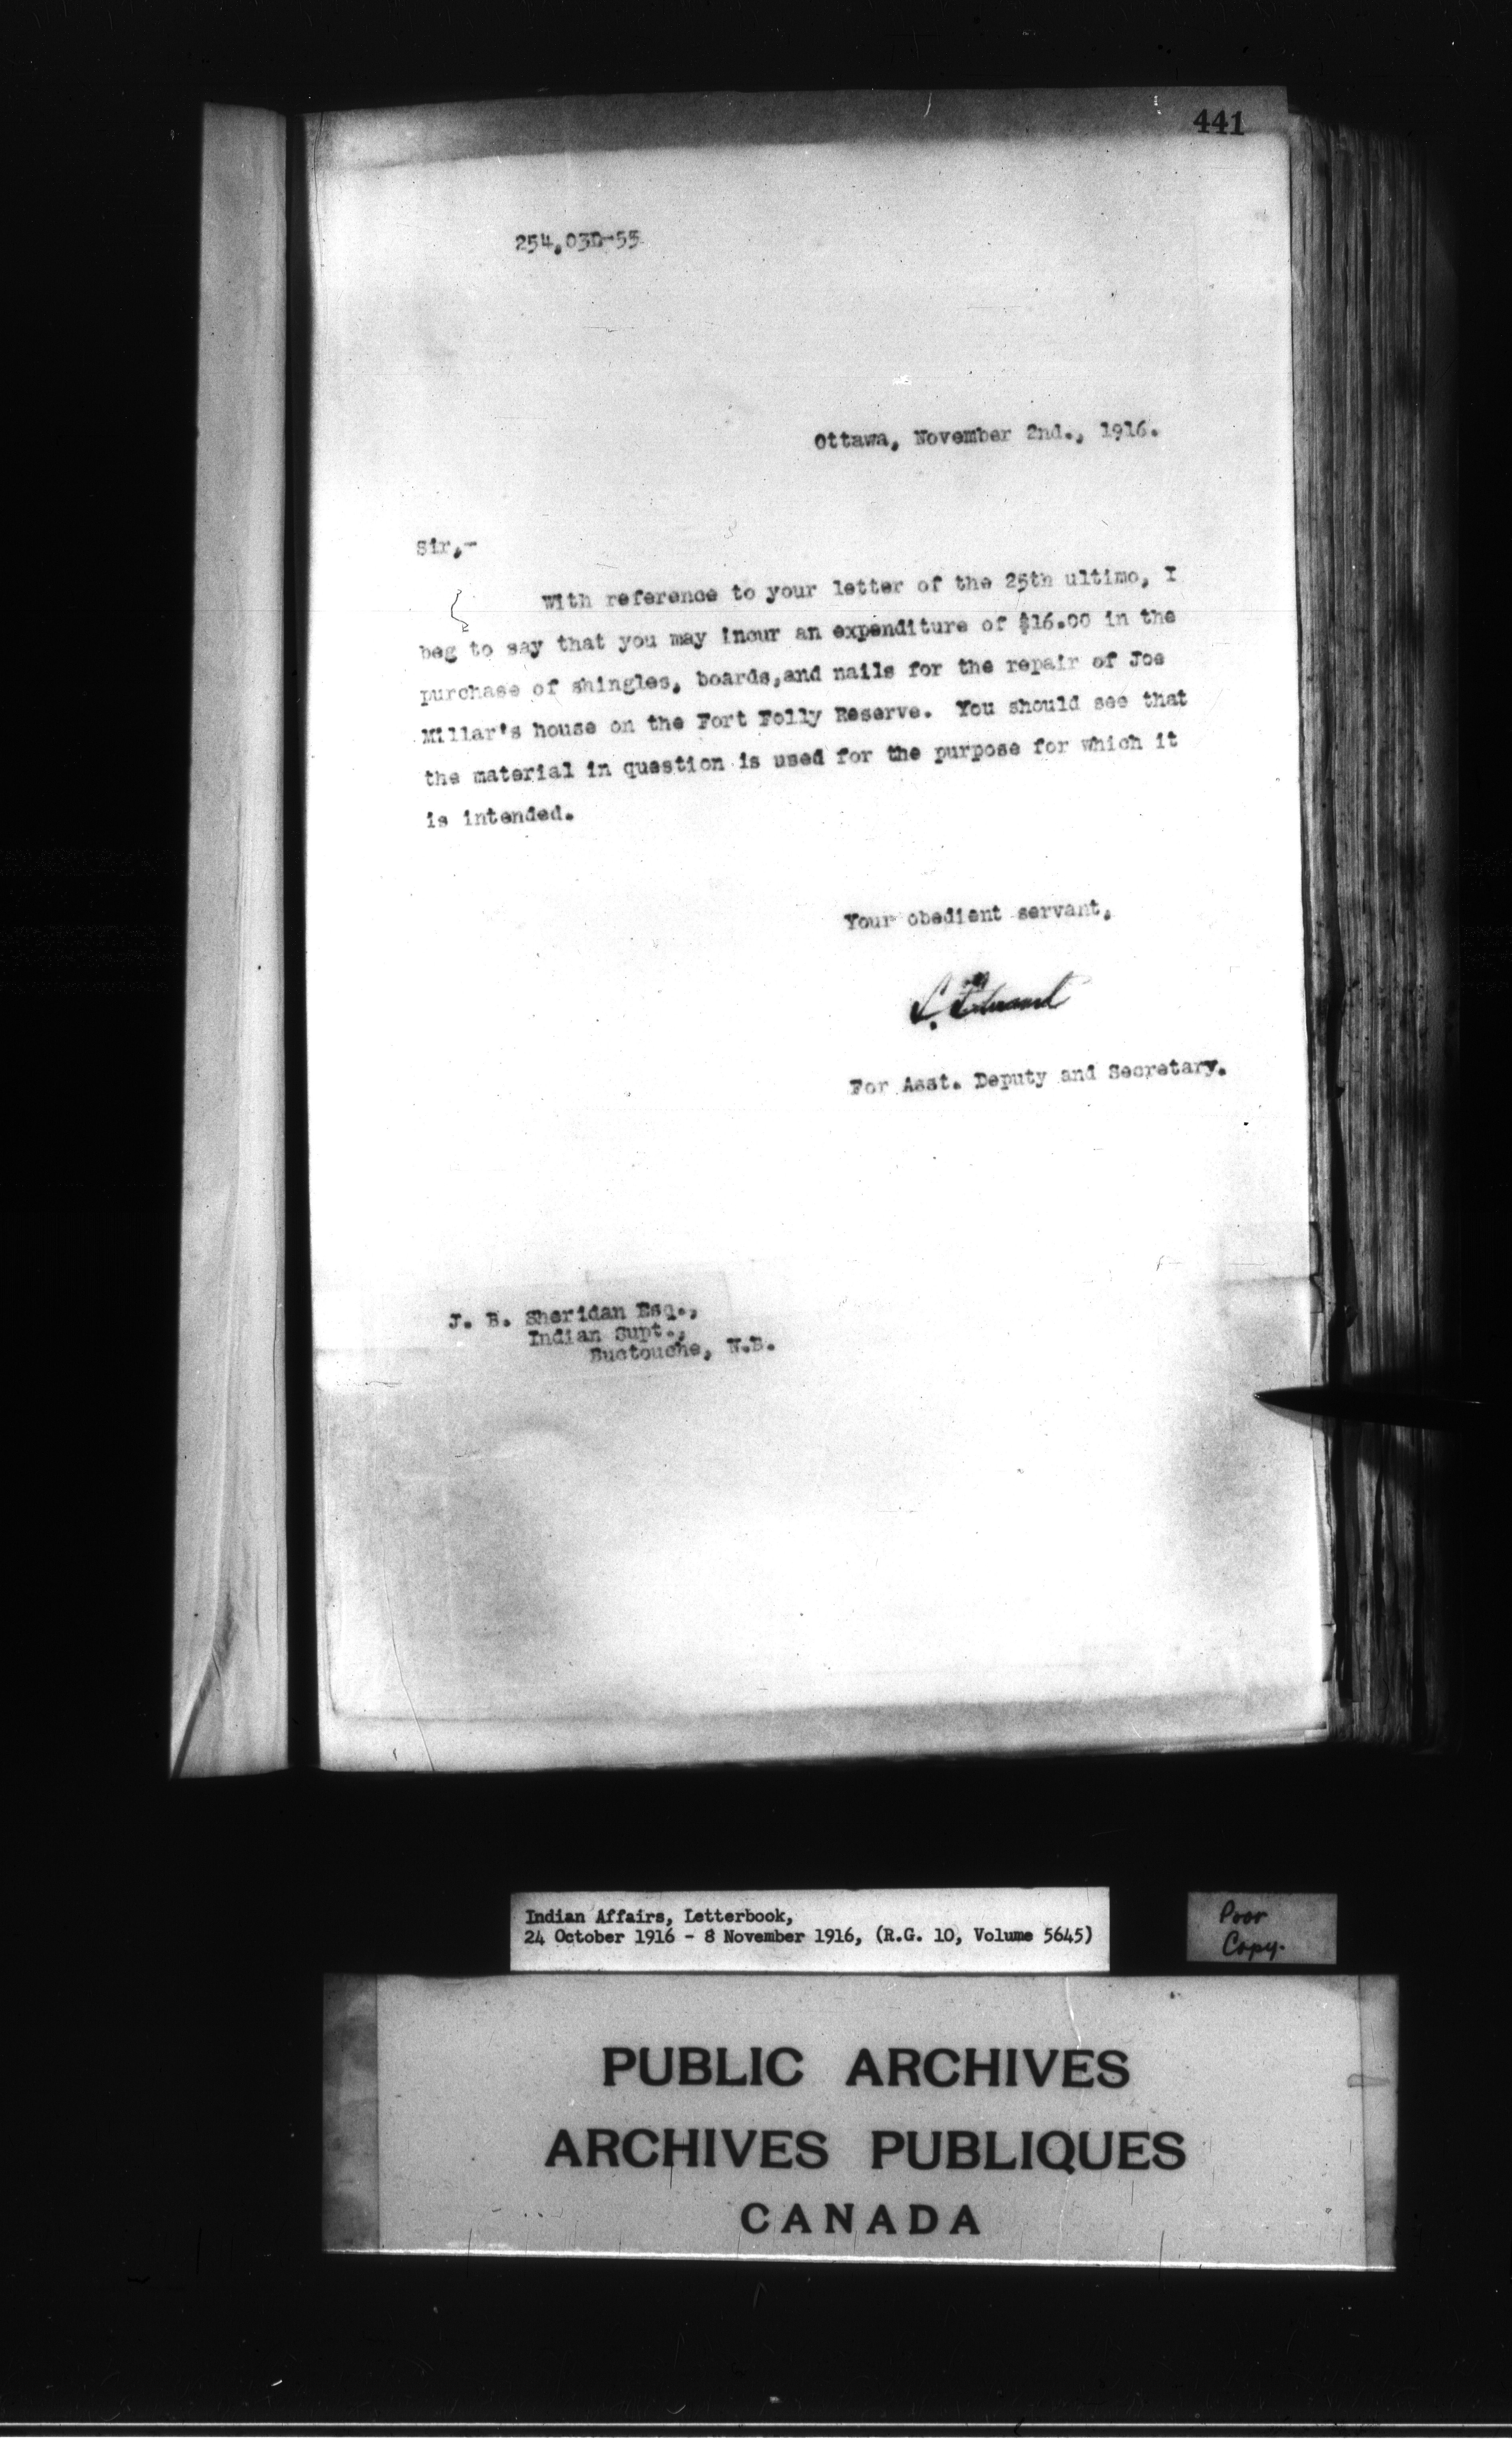 441
254,03D-55
Ottawa, November 2nd., 1916.
Sir,-
With reference to your letter of the 25th ultimo, I
beg to say that you may incur an expenditure of $16.00 in the
purchase of shingles, boards,and nails for the repair of Joe
Millar's house on the Fort Folly Reserve. You should see that
the material in question is used for the purpose for which it
is intended.
Your obedient servant,
For Asst. Deputy and Secretary.
J. B. Sheridan Esq.,
Indian Supt.,
Buctouche, N.B.
Indian Affairs, Letterbook,
24 October 1916 - 8 November 1916, (R.G. 10, Volume 5645)
Poor
Copy.
PUBLIC ARCHIVES
ARCHIVES PUBLIQUES
CANADA